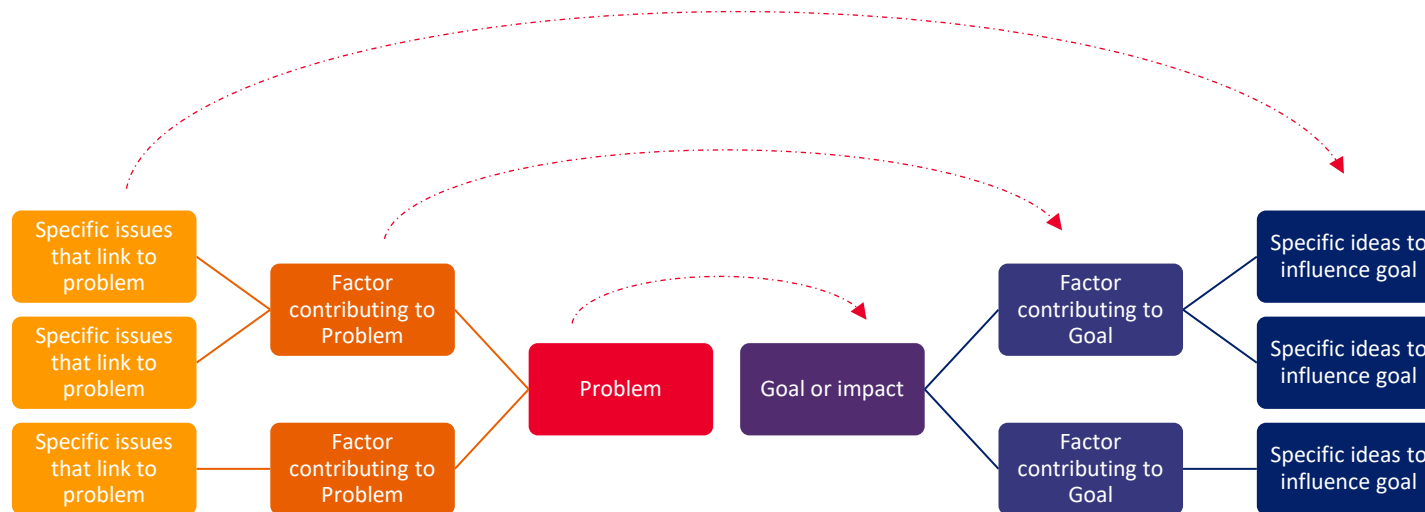 Specific issues
that link to
problem
Specific issues
that link to
problem
Specific issues
that link to
problem
Factor
contributing to
Problem
Factor
contributing to
Problem
Problem
Goal or impact
Factor
contributing to
Goal
Factor
contributing to
Goal
Specific ideas to
influence goal
Specific ideas to
influence goal
Specific ideas to
influence goal